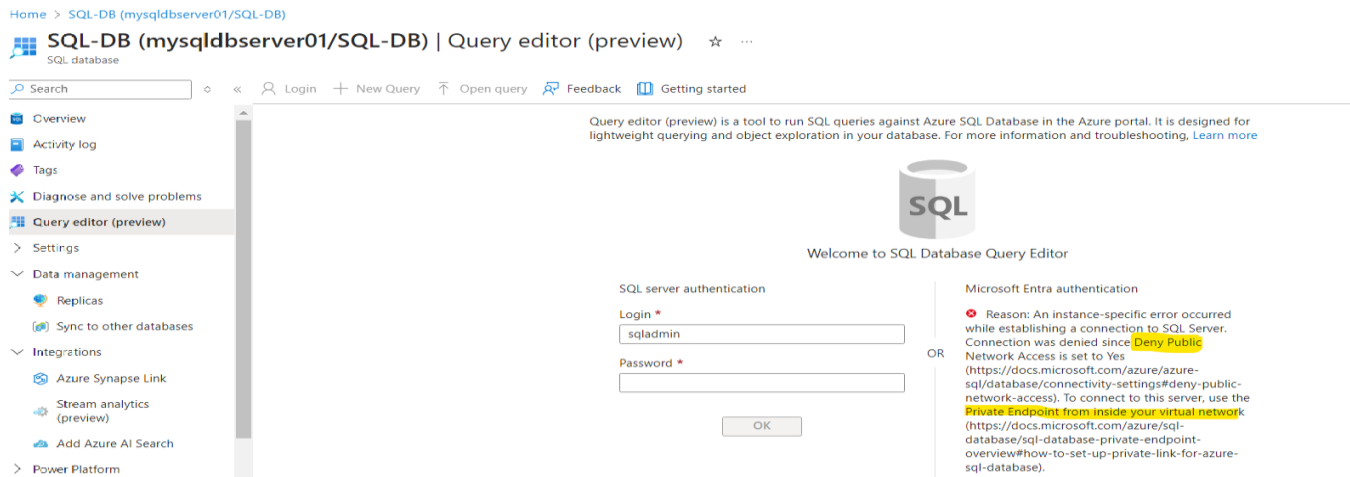 Home > SQL-DB (mysqldbserver01/SQL-DB)
SQL-DB (mysqldbserver01/SQL-DB) | Query editor (preview)
SQL database
Search
Login
New Query
Open query
Feedback
Getting started
Overview
Activity log
Tags
Diagnose and solve problems
Query editor (preview)
Settings
Data management
Replicas
Sync to other databases
Integrations
Azure Synapse Link
Stream analytics
(preview)
Add Azure AI Search
Power Platform
Query editor (preview) is a tool to run SQL queries against Azure SQL Database in the Azure portal. It is designed for
lightweight querying and object exploration in your database. For more information and troubleshooting, Learn more
SQL
Welcome to SQL Database Query Editor
SQL server authentication
Login *
sqladmin
Password *
OK
OR
Microsoft Entra authentication
Reason: An instance-specific error occurred
while establishing a connection to SQL Server.
Connection was denied since Deny Public
Network Access is set to Yes
(https://docs.microsoft.com/azure/azure-
sql/database/connectivity-settings#deny-public-
network-access). To connect to this server, use the
Private Endpoint from inside your virtual network
(https://docs.microsoft.com/azure/sql-
database/sql-database-private-endpoint-
overview#how-to-set-up-private-link-for-azure-
sql-database).